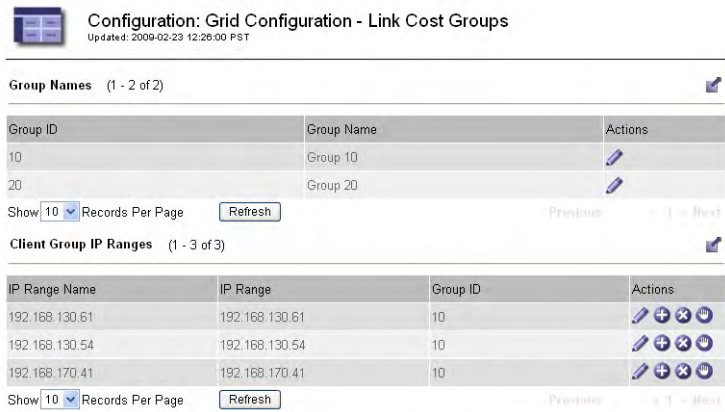 Configuration: Grid Configuration - Link Cost Groups
Updated: 2009-02-23 12:26:00 PST
Group Names (1 - 2 of 2)
Group ID Group Name Actions
10 Group 10
20 Group 20
Show 10 Records Per Page Refresh Previous « 1 » Next
Client Group IP Ranges (1 - 3 of 3)
IP Range Name IP Range Group ID Actions
192.168.130.61 192.168.130.61 10
192.168.130.54 192.168.130.54 10
192.168.170.41 192.168.170.41 10
Show 10 Records Per Page Refresh Previous « 1 » Next